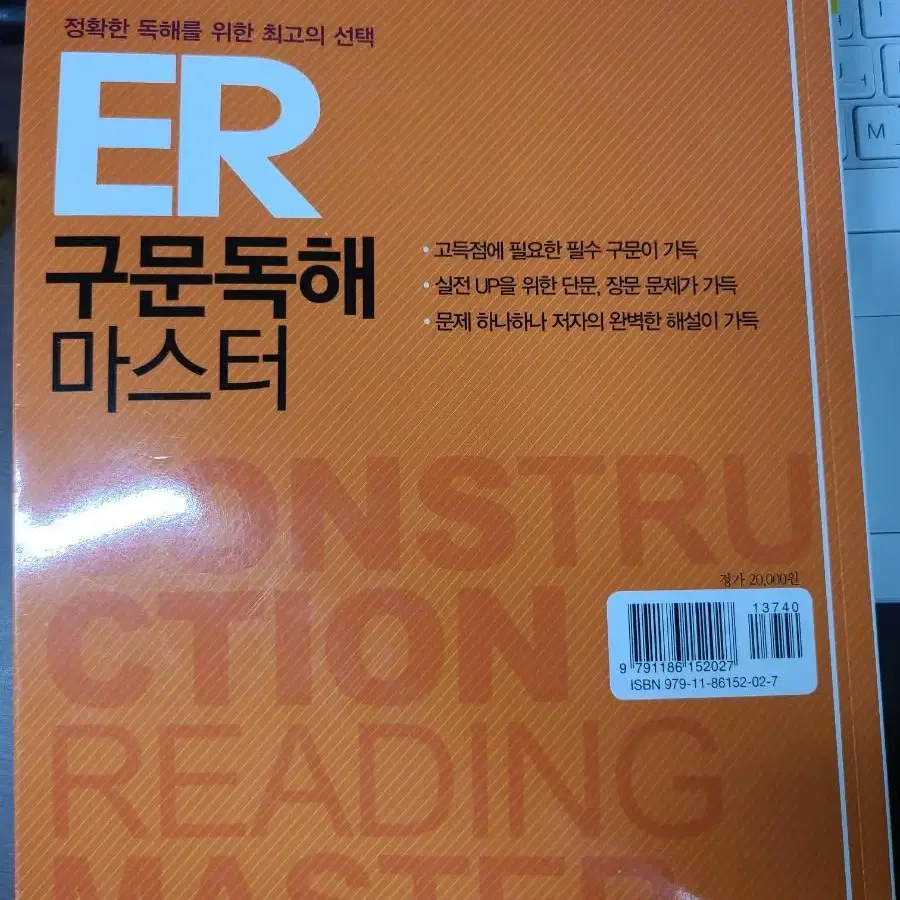 정확한 독해를 위한 최고의 선택
ER
구문독해
마스터
• 고득점에 필요한 필수 구문이 가득
• 실전 UP을 위한 단문, 장문 문제가 가득
• 문제 하나하나 저자의 완벽한 해설이 가득
CONSTRU
CTION
READING
MASTER
정가 20,000원
13740
9 791186 152027
ISBN 979-11-86152-02-7
M